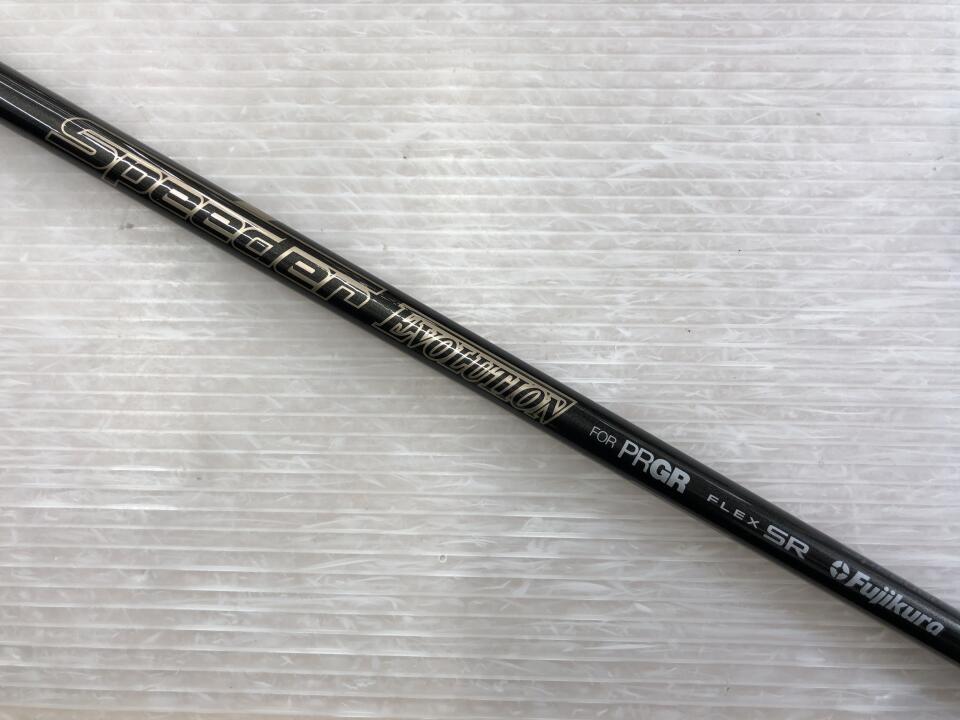 Speeder EVOLUTION FOR PRGR FLEX SR Fujikura